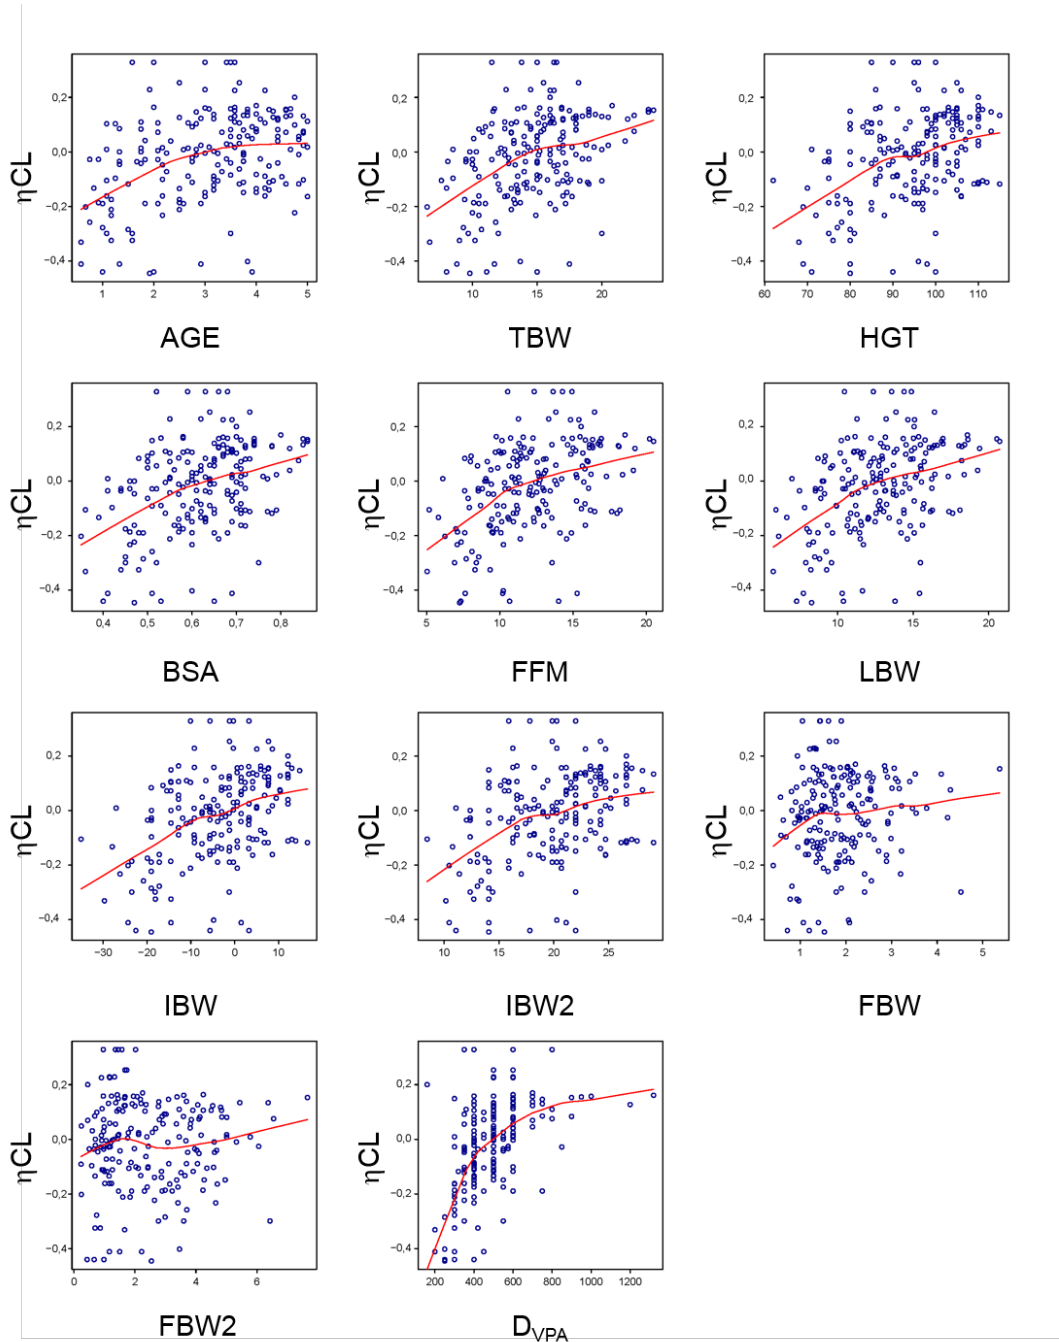 0,2 0,2 0,2
ηCL 0,0 ηCL 0,0 ηCL 0,0
−0,2 −0,2 −0,2
−0,4 −0,4 −0,4
1 2 3 4 5 10 15 20 60 70 80 90 100 110
AGE TBW HGT
0,2 0,2 0,2
ηCL 0,0 ηCL 0,0 ηCL 0,0
−0,2 −0,2 −0,2
−0,4 −0,4 −0,4
0,4 0,5 0,6 0,7 0,8 5 10 15 20 10 15 20
BSA FFM LBW
0,2 0,2 0,2
ηCL 0,0 ηCL 0,0 ηCL 0,0
−0,2 −0,2 −0,2
−0,4 −0,4 −0,4
−30 −20 −10 0 10 10 15 20 25 1 2 3 4 5
IBW IBW2 FBW
0,2 0,2
ηCL 0,0 ηCL 0,0
−0,2 −0,2
−0,4 −0,4
0 2 4 6 200 400 600 800 1000 1200
FBW2 D_VPA